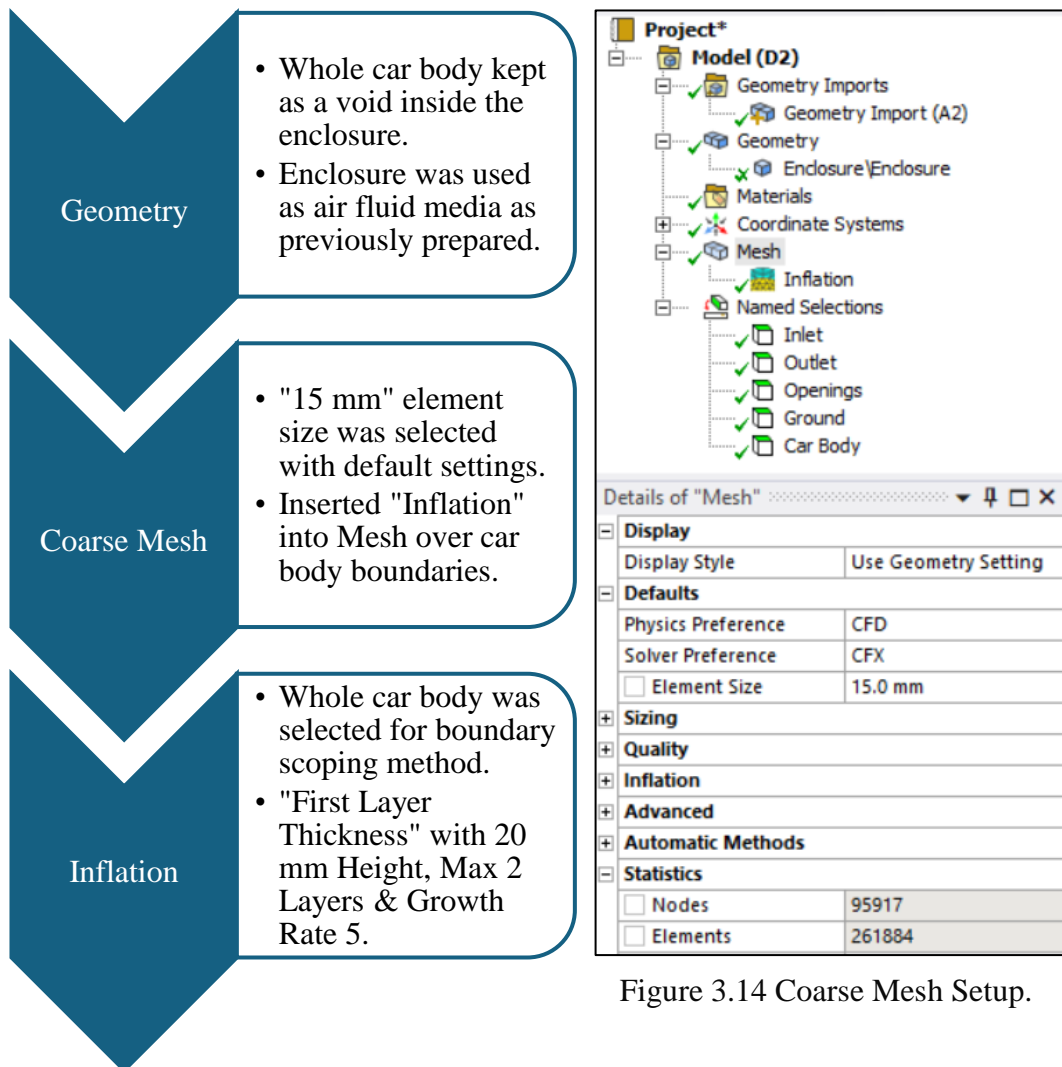 Geometry
• Whole car body kept
as a void inside the
enclosure.
• Enclosure was used
as air fluid media as
previously prepared.
Coarse Mesh
• "15 mm" element
size was selected
with default settings.
• Inserted "Inflation"
into Mesh over car
body boundaries.
Inflation
• Whole car body was
selected for boundary
scoping method.
• "First Layer
Thickness" with 20
mm Height, Max 2
Layers & Growth
Rate 5.
Project*
Model (D2)
Geometry Imports
Geometry Import (A2)
Geometry
Enclosure\Enclosure
Materials
Coordinate Systems
Mesh
Inflation
Named Selections
Inlet
Outlet
Openings
Ground
Car Body
Details of "Mesh"
Display
Display Style Use Geometry Setting
Defaults
Physics Preference CFD
Solver Preference CFX
Element Size 15.0 mm
Sizing
Quality
Inflation
Advanced
Automatic Methods
Statistics
Nodes 95917
Elements 261884
Figure 3.14 Coarse Mesh Setup.